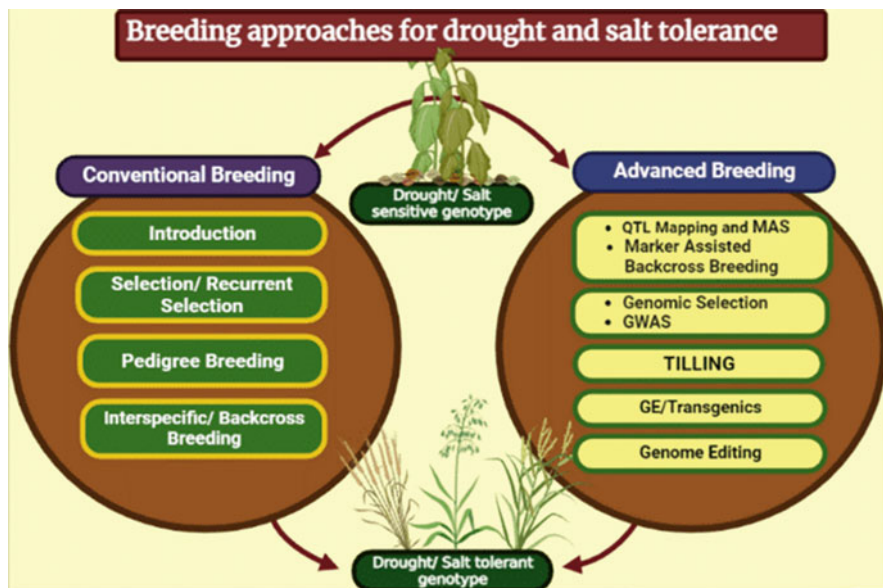 Breeding approaches for drought and salt tolerance
Conventional Breeding
Introduction
Selection/ Recurrent
Selection
Pedigree Breeding
Interspecific/ Backcross
Breeding
Drought/ Salt
sensitive genotype
Advanced Breeding
• QTL Mapping and MAS
• Marker Assisted
Backcross Breeding
• Genomic Selection
• GWAS
TILLING
GE/Transgenics
Genome Editing
Drought/ Salt tolerant
genotype